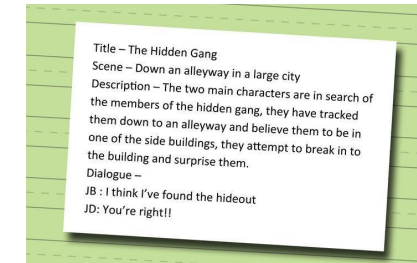 Title – The Hidden Gang
Scene – Down an alleyway in a large city
Description – The two main characters are in search of
the members of the hidden gang, they have tracked
them down to an alleyway and believe them to be in
one of the side buildings, they attempt to break in to
the building and surprise them.
Dialogue –
JB : I think I’ve found the hideout
JD: You’re right!!